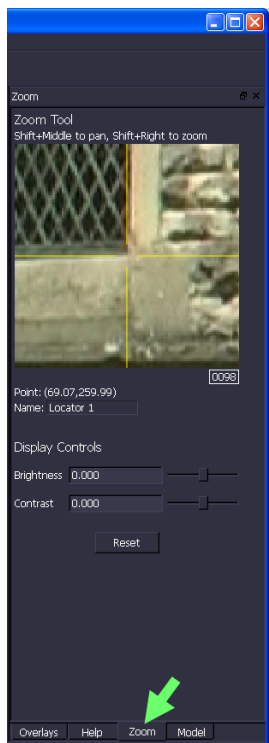 Zoom
Zoom Tool
Shift+Middle to pan, Shift+Right to zoom
0098
Point: (69.07,259.99)
Name: Locator 1
Display Controls
Brightness 0.000
Contrast 0.000
Reset
Overlays Help Zoom Model